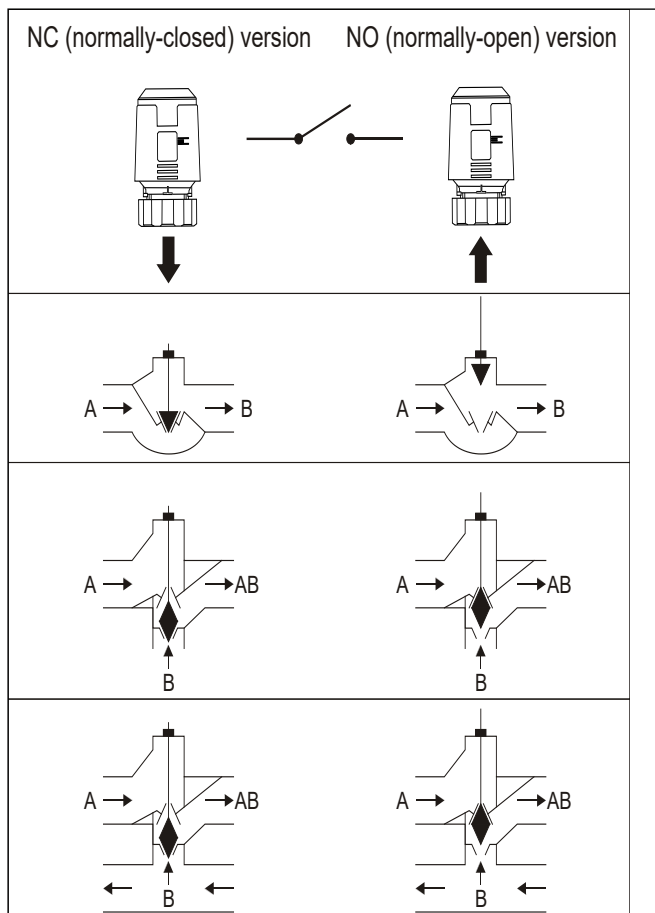 NC (normally-closed) version NO (normally-open) version
A B A B
A AB A AB
B B
A AB A AB
B B